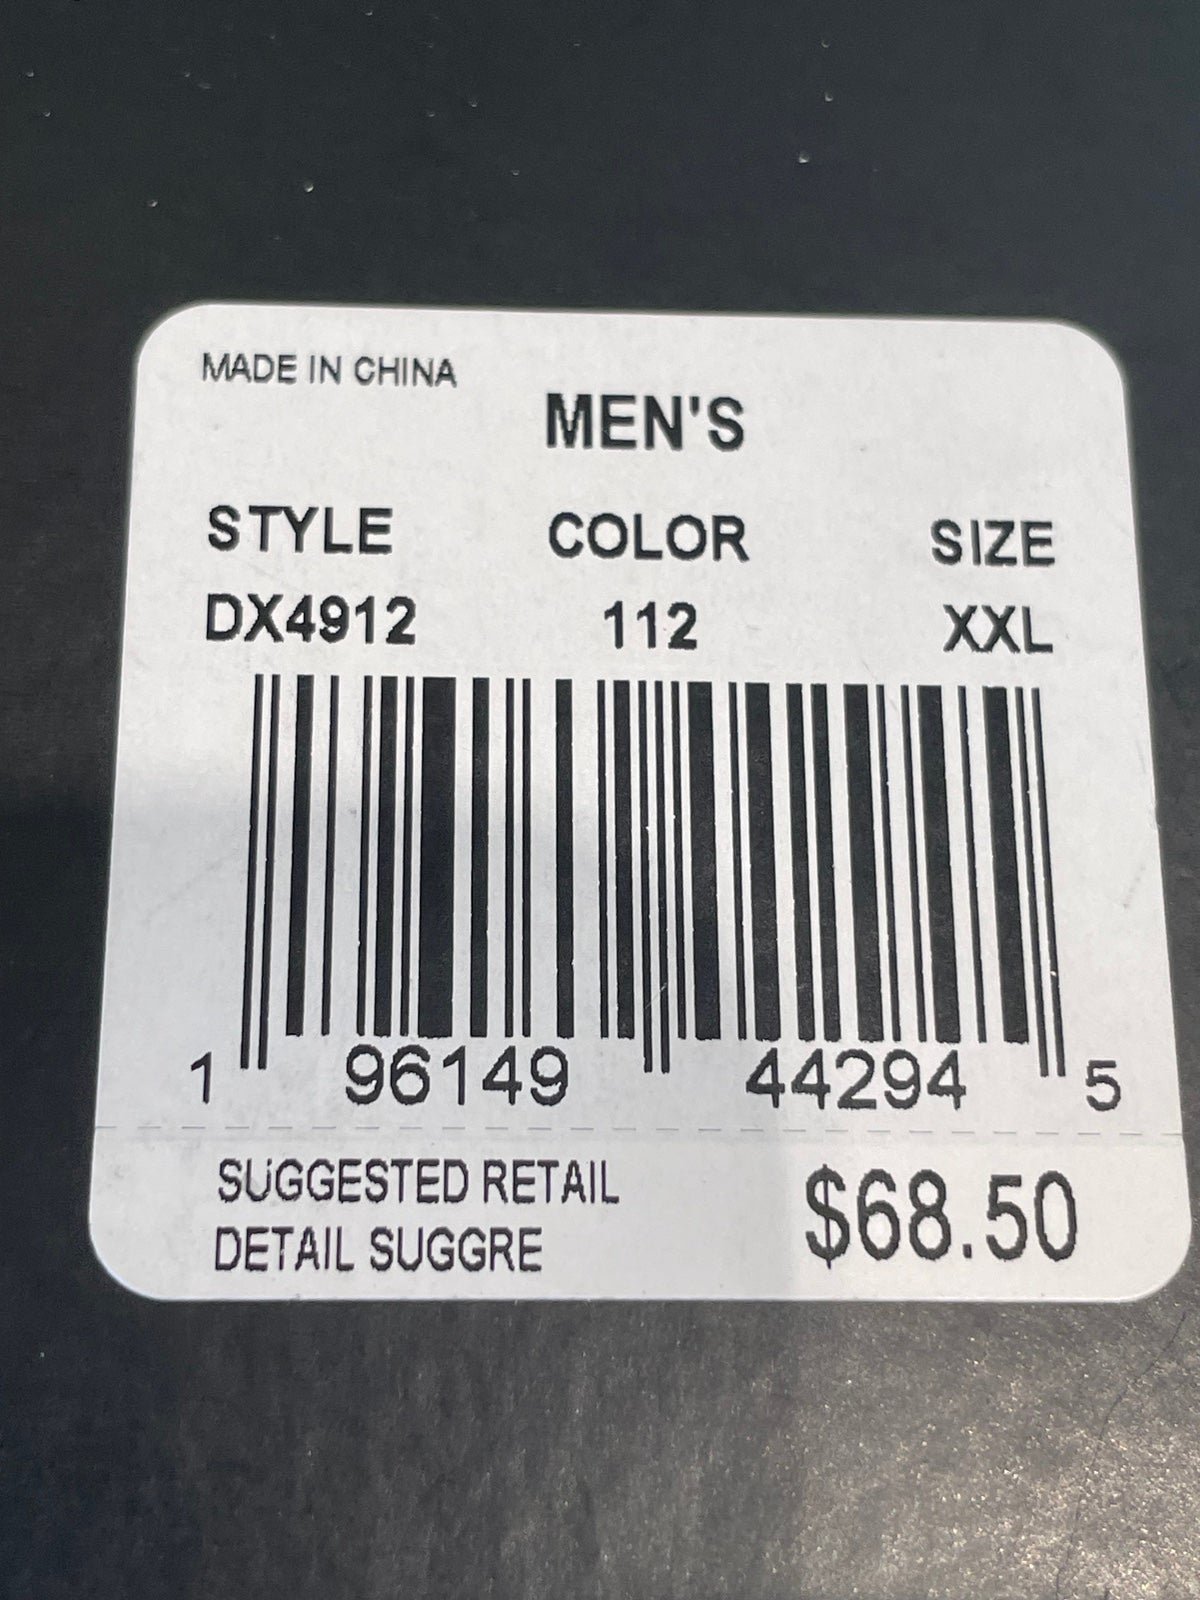 MADE IN CHINA
MEN'S
STYLE COLOR SIZE
DX4912 112 XXL
1 96149 44294 5
SUGGESTED RETAIL
DETAIL SUGGRE
$68.50